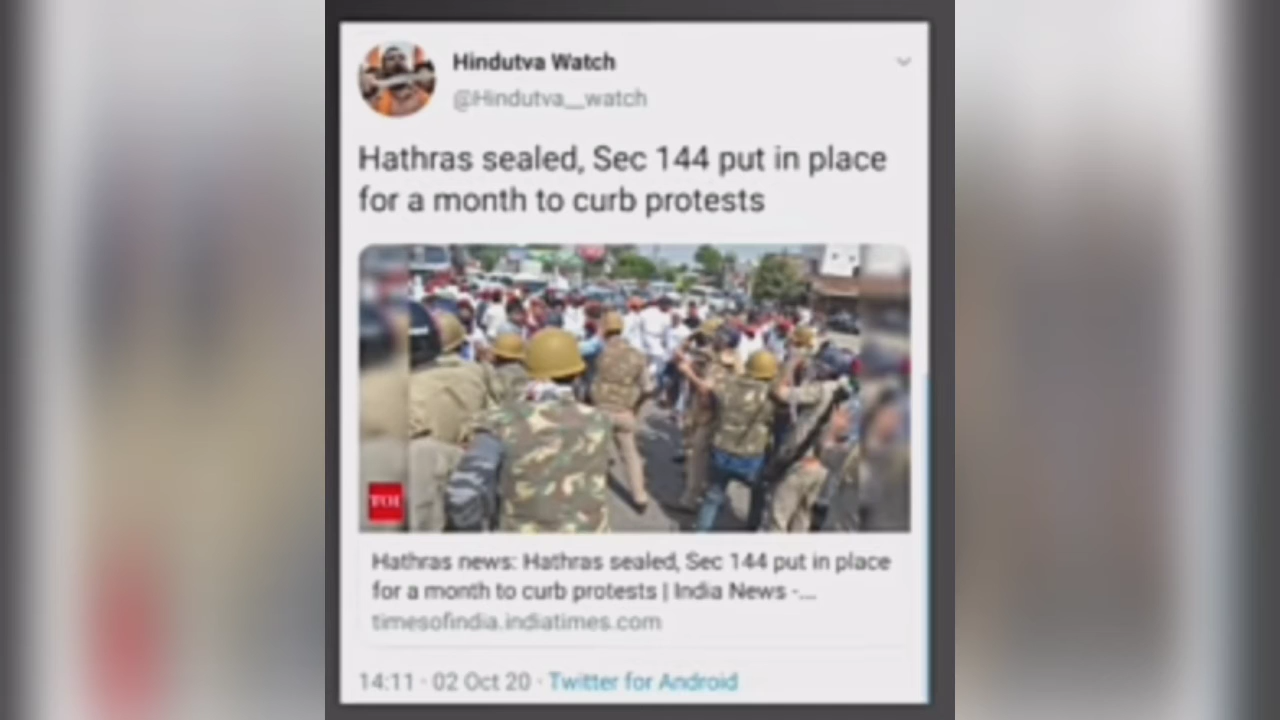 Hindutva Watch
@Hindutva__watch
Hathras sealed, Sec 144 put in place
for a month to curb protests
TOI
Hathras news: Hathras sealed, Sec 144 put in place
for a month to curb protests | India News -...
timesofindia.indiatimes.com
14:11 · 02 Oct 20 · Twitter for Android